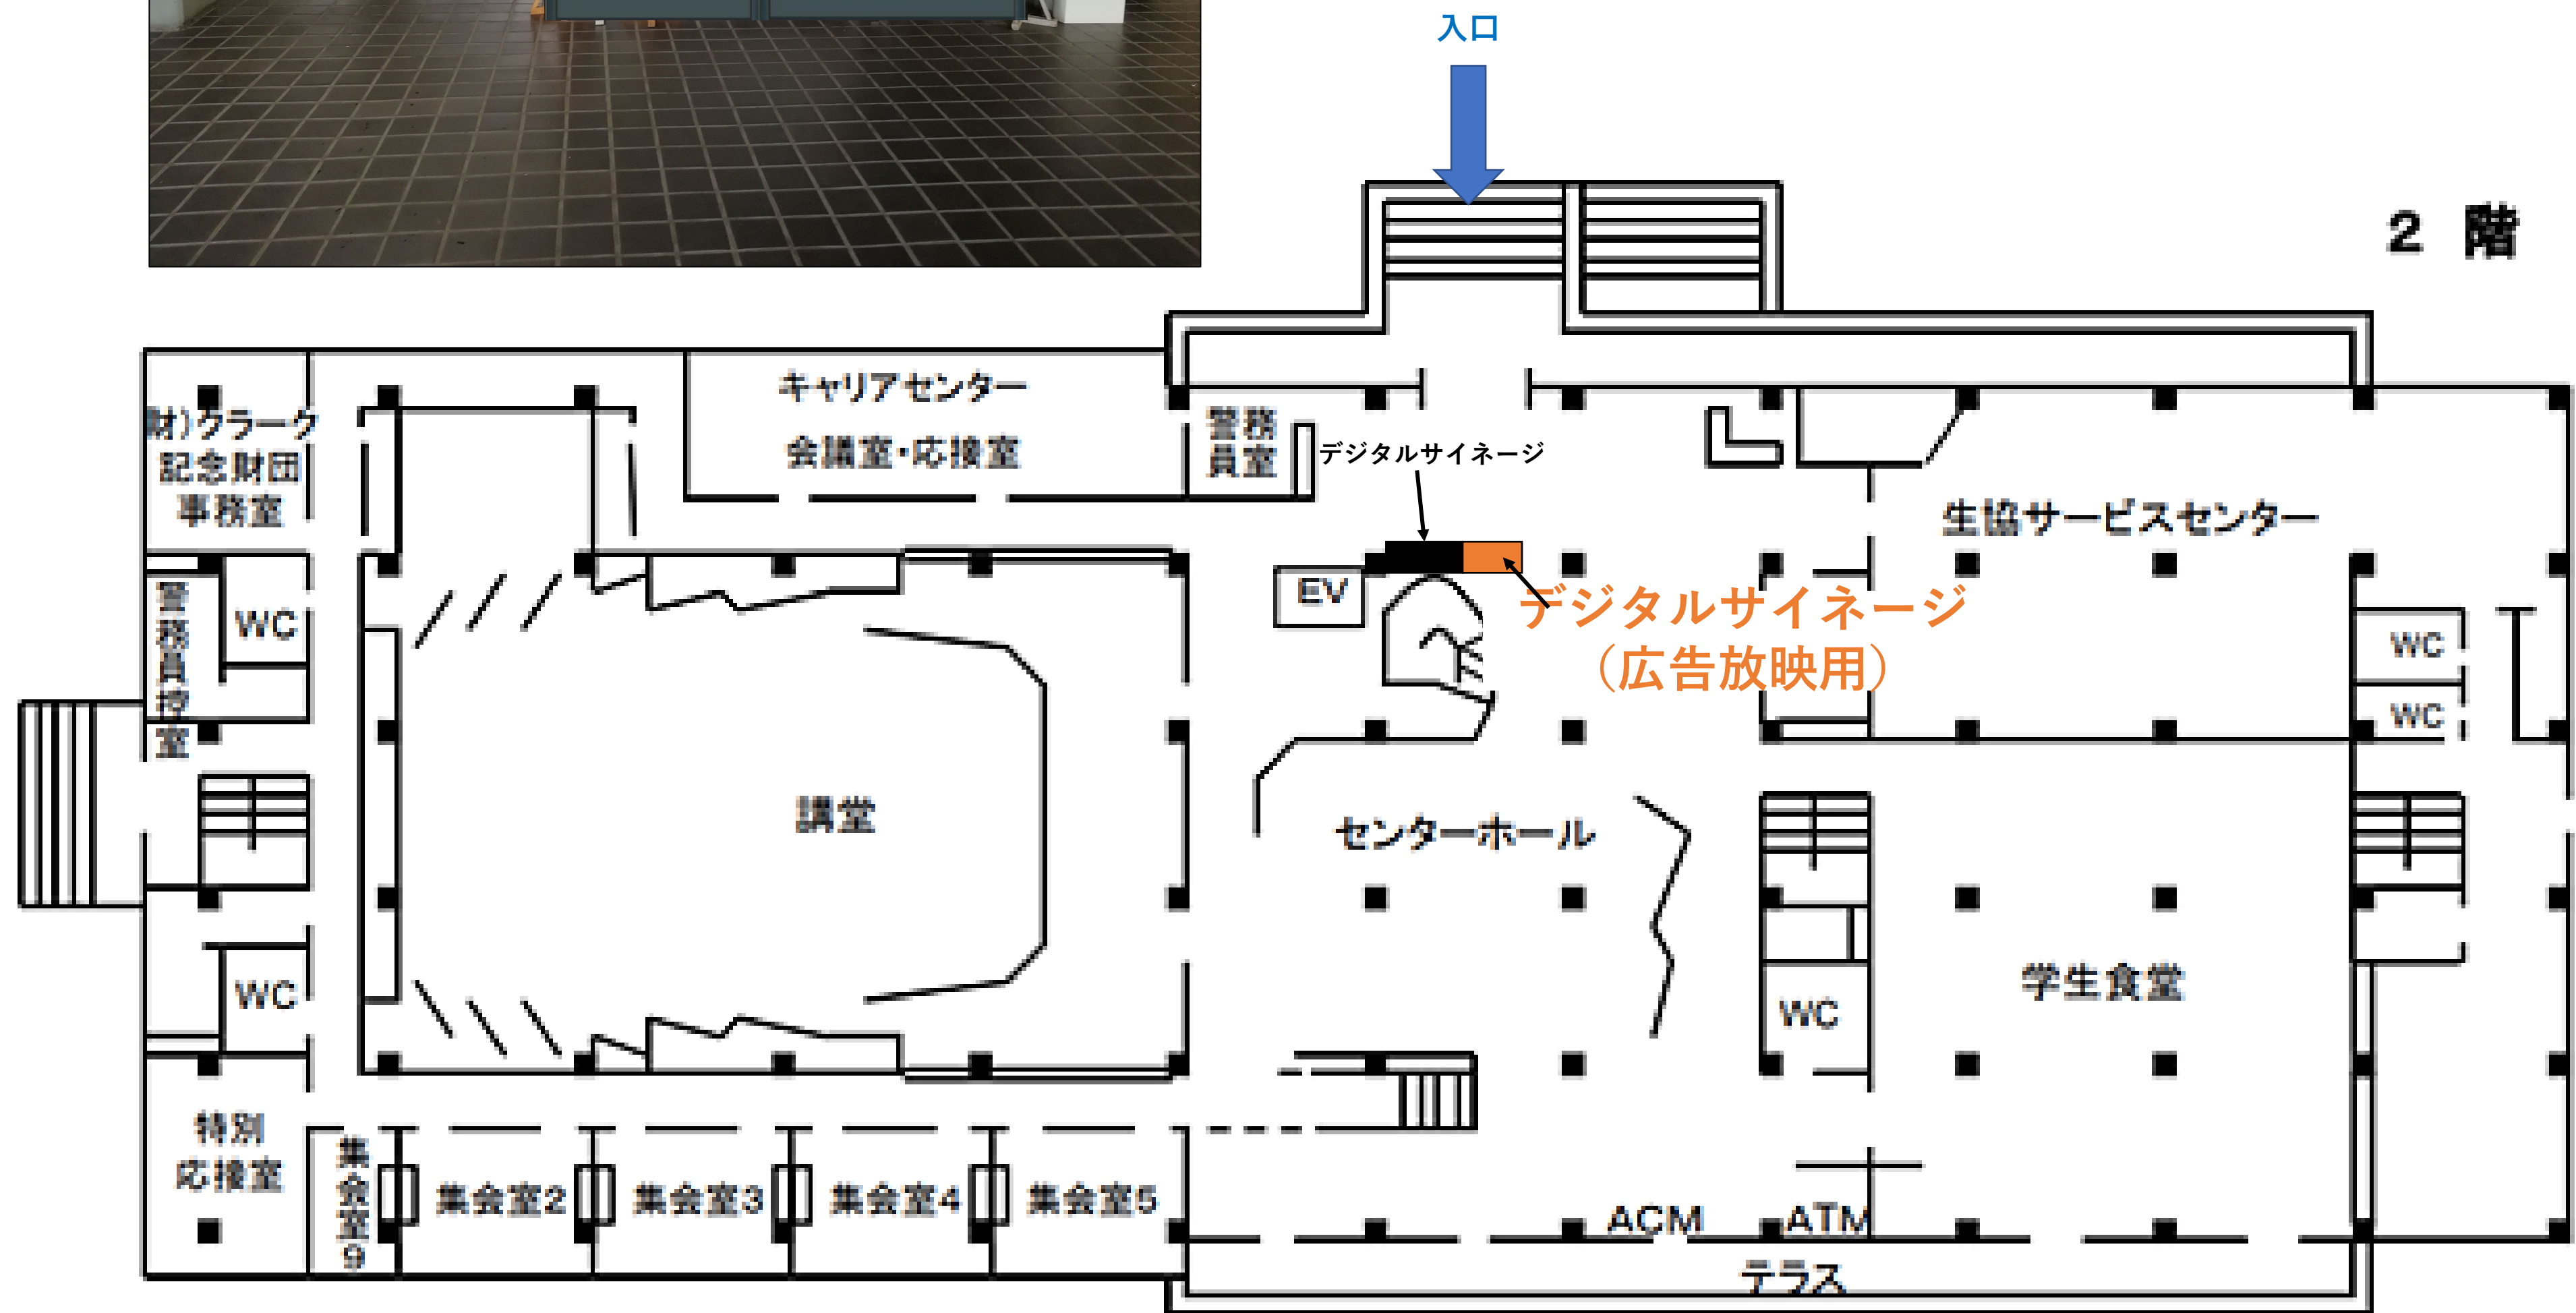 入口
2 階
財）クラーク
記念財団
事務室
キャリアセンター
会議室・応接室
警務
員室
デジタルサイネージ
生協サービスセンター
EV
デジタルサイネージ
（広告放映用）
WC
WC
WC
講堂
センターホール
学生食堂
WC
WC
特別
応接室
集会室9
集会室2
集会室3
集会室4
集会室5
ACM
ATM
テラス